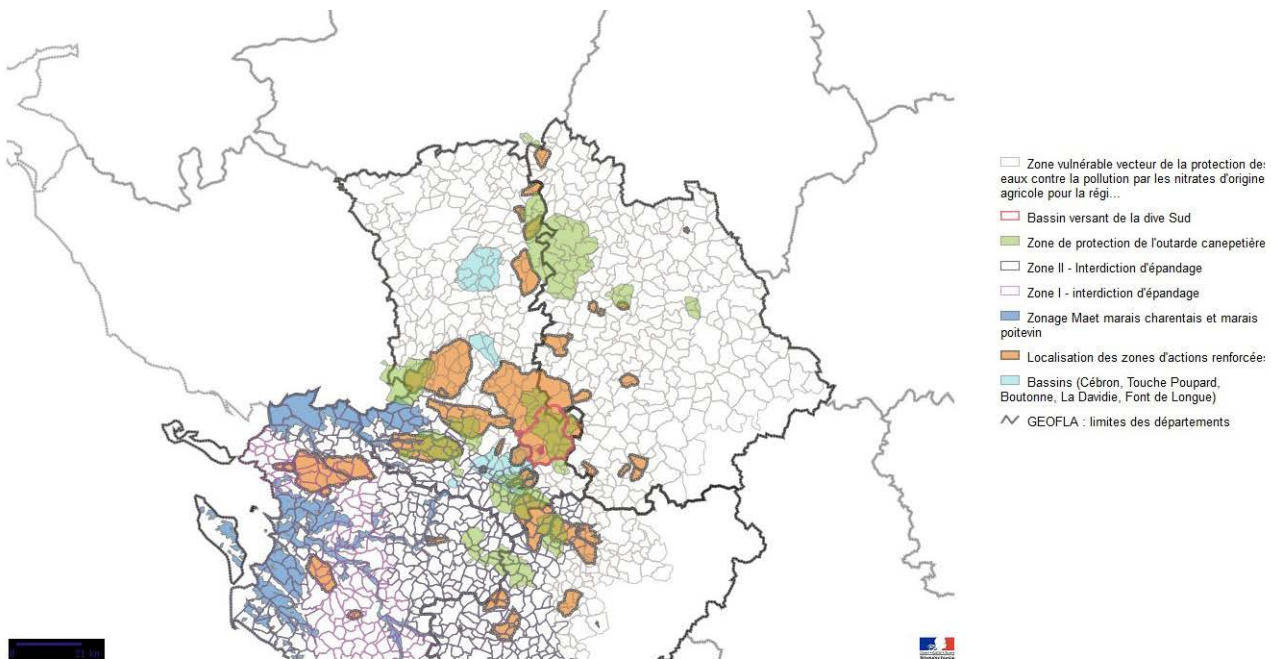 Zone vulnérable vecteur de la protection des
eaux contre la pollution par les nitrates d'origine
agricole pour la régi...
Bassin versant de la dive Sud
Zone de protection de l'outarde canepetière
Zone II - Interdiction d'épandage
Zone I - interdiction d'épandage
Zonage Maet marais charentais et marais
poitevin
Localisation des zones d'actions renforcées
Bassins (Cébron, Touche Poupard,
Boutonne, La Davidie, Font de Longue)
GEOFLA : limites des départements
0 21 km